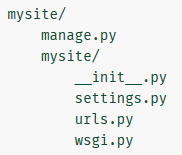 mysite/
    manage.py
    mysite/
        __init__.py
        settings.py
        urls.py
        wsgi.py